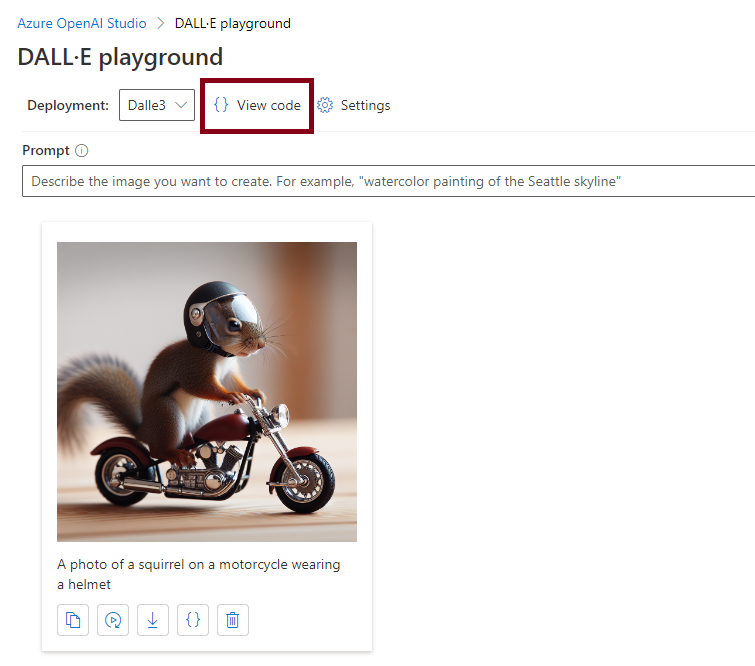 Azure OpenAI Studio > DALL·E playground
DALL·E playground
Deployment: Dalle3 {} View code Settings
Prompt
Describe the image you want to create. For example, "watercolor painting of the Seattle skyline"
A photo of a squirrel on a motorcycle wearing
a helmet